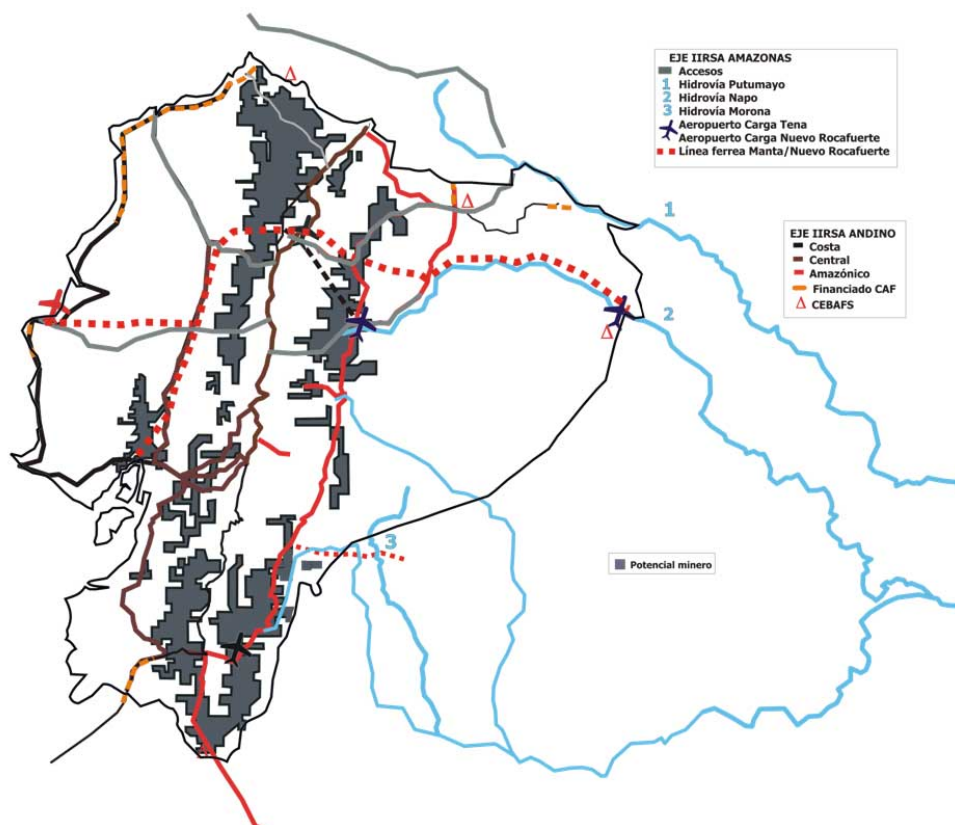 EJE IIRSA AMAZONAS
Accesos
1 Hidrovía Putumayo
2 Hidrovía Napo
3 Hidrovía Morona
Aeropuerto Carga Tena
Aeropuerto Carga Nuevo Rocafuerte
Línea ferrea Manta/Nuevo Rocafuerte
1
EJE IIRSA ANDINO
Costa
Central
Amazónico
Financiado CAF
Δ CEBAFS
2
3
Potencial minero